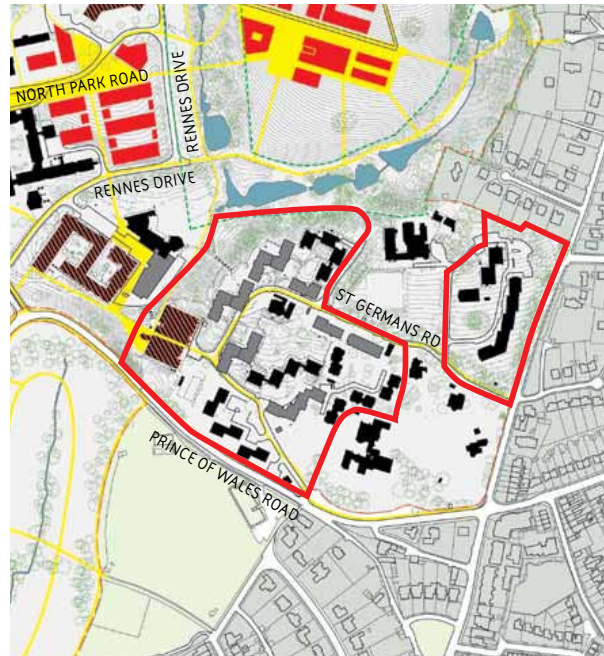 NORTH PARK ROAD
RENNES DRIVE
RENNES DRIVE
ST GERMANS RD
PRINCE OF WALES ROAD